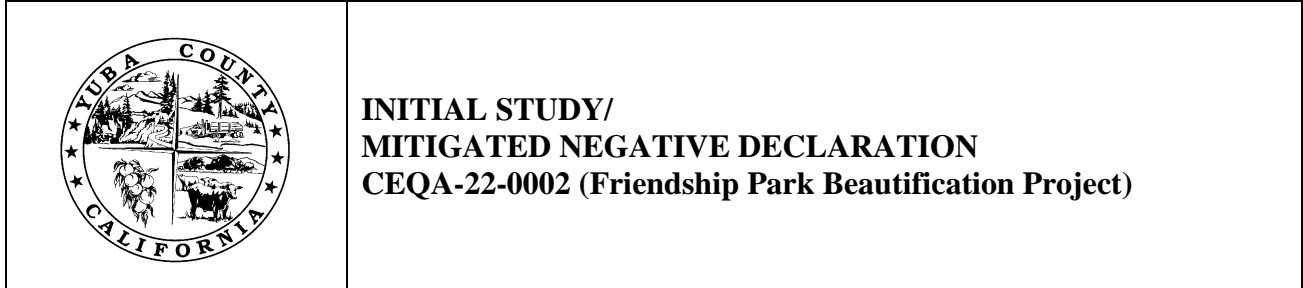 YUBA COUNTY
CALIFORNIA
INITIAL STUDY/
MITIGATED NEGATIVE DECLARATION
CEQA-22-0002 (Friendship Park Beautification Project)